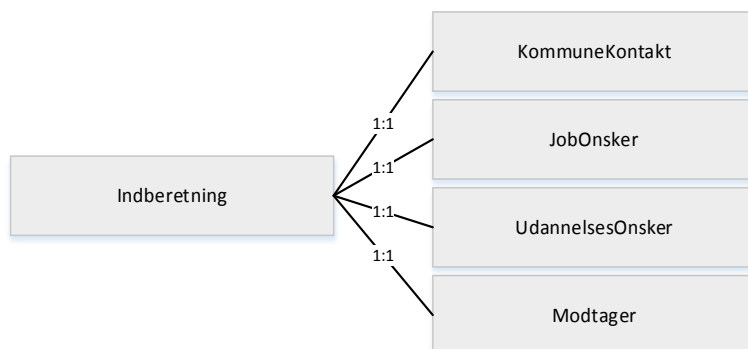 KommuneKontakt
1:1
JobOnsker
1:1
Indberetning
1:1
UdannelsesOnsker
1:1
Modtager